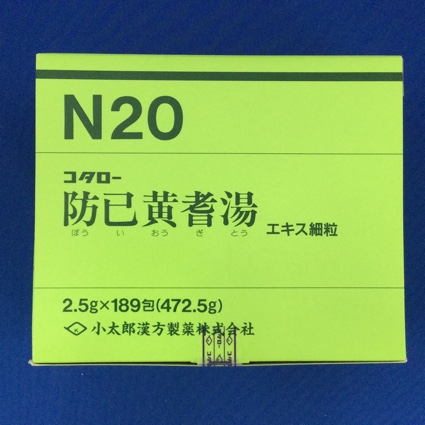 N20
コタロー
防已黄耆湯 エキス細粒
ぼう い おう ぎ とう
2.5g×189包(472.5g)
小太郎漢方製薬株式会社